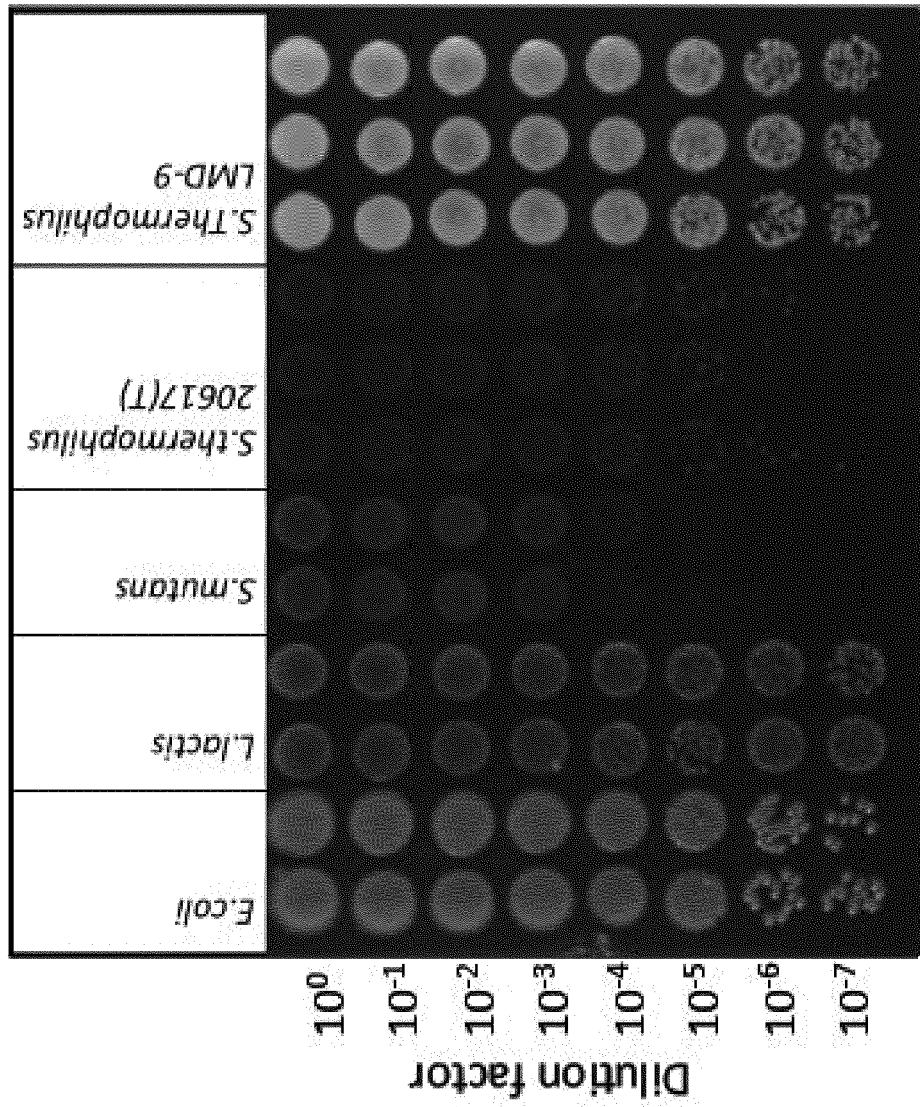 S.Thermophilus
LMD-9
S.thermophilus
20617(T)
S.mutans
L.lactis
E.coli
10⁰
10⁻¹
10⁻²
10⁻³
10⁻⁴
10⁻⁵
10⁻⁶
10⁻⁷
Dilution factor